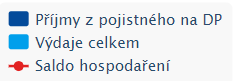 Příjmy z pojistného na DP
Výdaje celkem
Saldo hospodaření